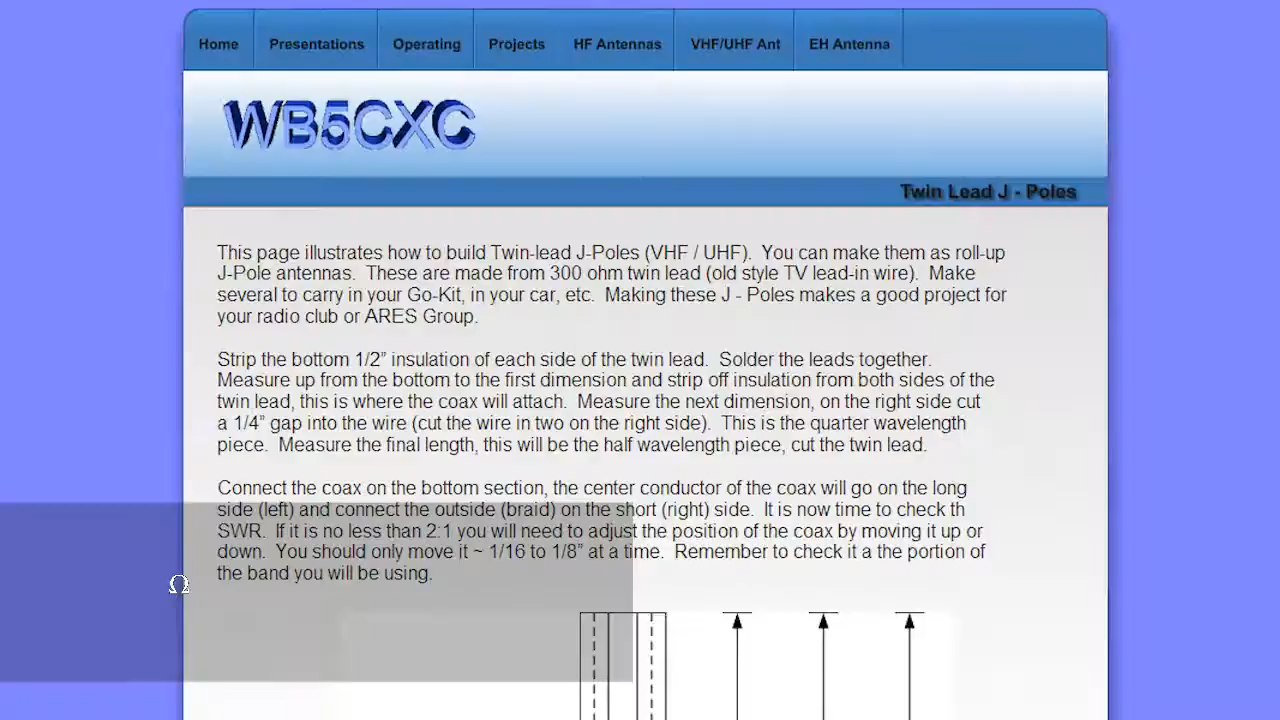 Home Presentations Operating Projects HF Antennas VHF/UHF Ant EH Antenna
WB5CXC
Twin Lead J - Poles
This page illustrates how to build Twin-lead J-Poles (VHF / UHF).  You can make them as roll-up
J-Pole antennas.  These are made from 300 ohm twin lead (old style TV lead-in wire).  Make
several to carry in your Go-Kit, in your car, etc.  Making these J - Poles makes a good project for
your radio club or ARES Group.
Strip the bottom 1/2” insulation of each side of the twin lead.  Solder the leads together.
Measure up from the bottom to the first dimension and strip off insulation from both sides of the
twin lead, this is where the coax will attach.  Measure the next dimension, on the right side cut
a 1/4” gap into the wire (cut the wire in two on the right side).  This is the quarter wavelength
piece.  Measure the final length, this will be the half wavelength piece, cut the twin lead.
Connect the coax on the bottom section, the center conductor of the coax will go on the long
side (left) and connect the outside (braid) on the short (right) side.  It is now time to check th
SWR.  If it is no less than 2:1 you will need to adjust the position of the coax by moving it up or
down.  You should only move it ~ 1/16 to 1/8” at a time.  Remember to check it a the portion of
the band you will be using.
Ω